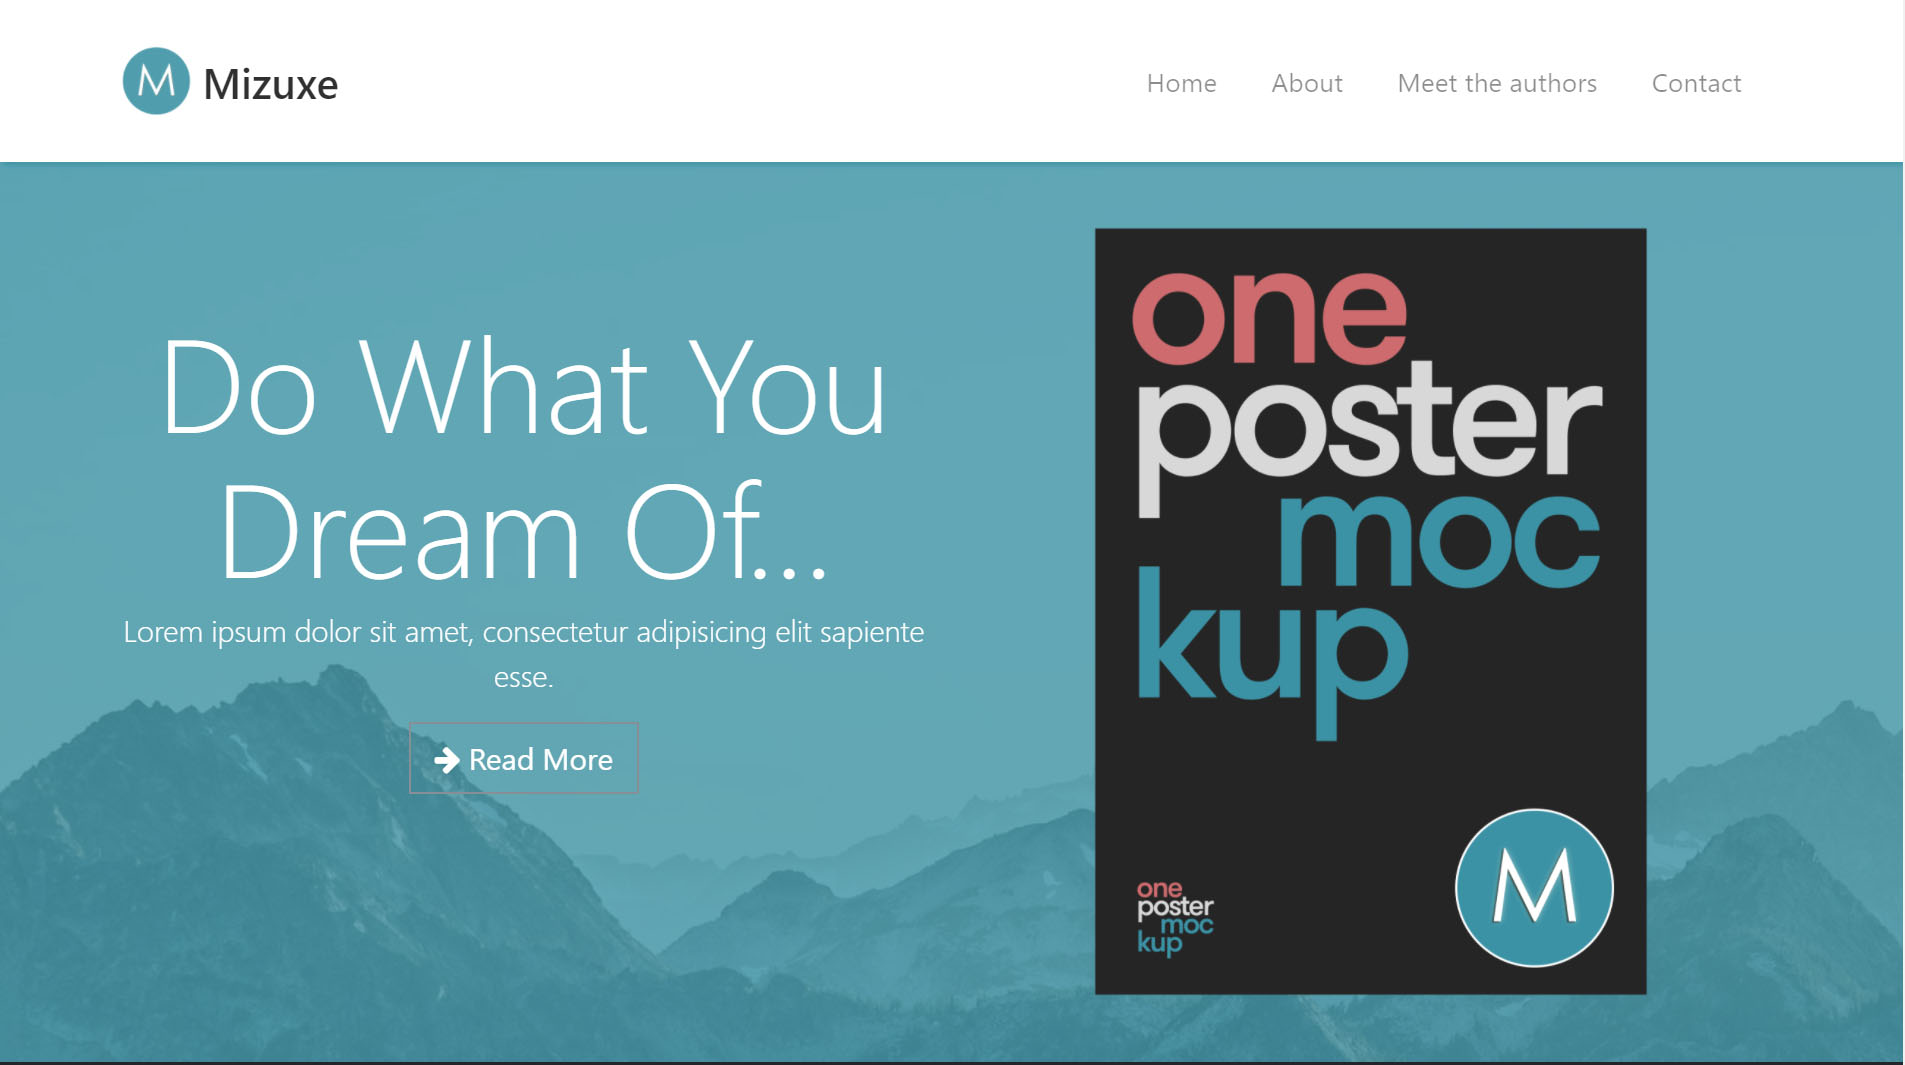 M Mizuxe
Home About Meet the authors Contact
Do What You
Dream Of...
Lorem ipsum dolor sit amet, consectetur adipisicing elit sapiente
esse.
Read More
one
poster
moc
kup
one
poster
moc
kup
M